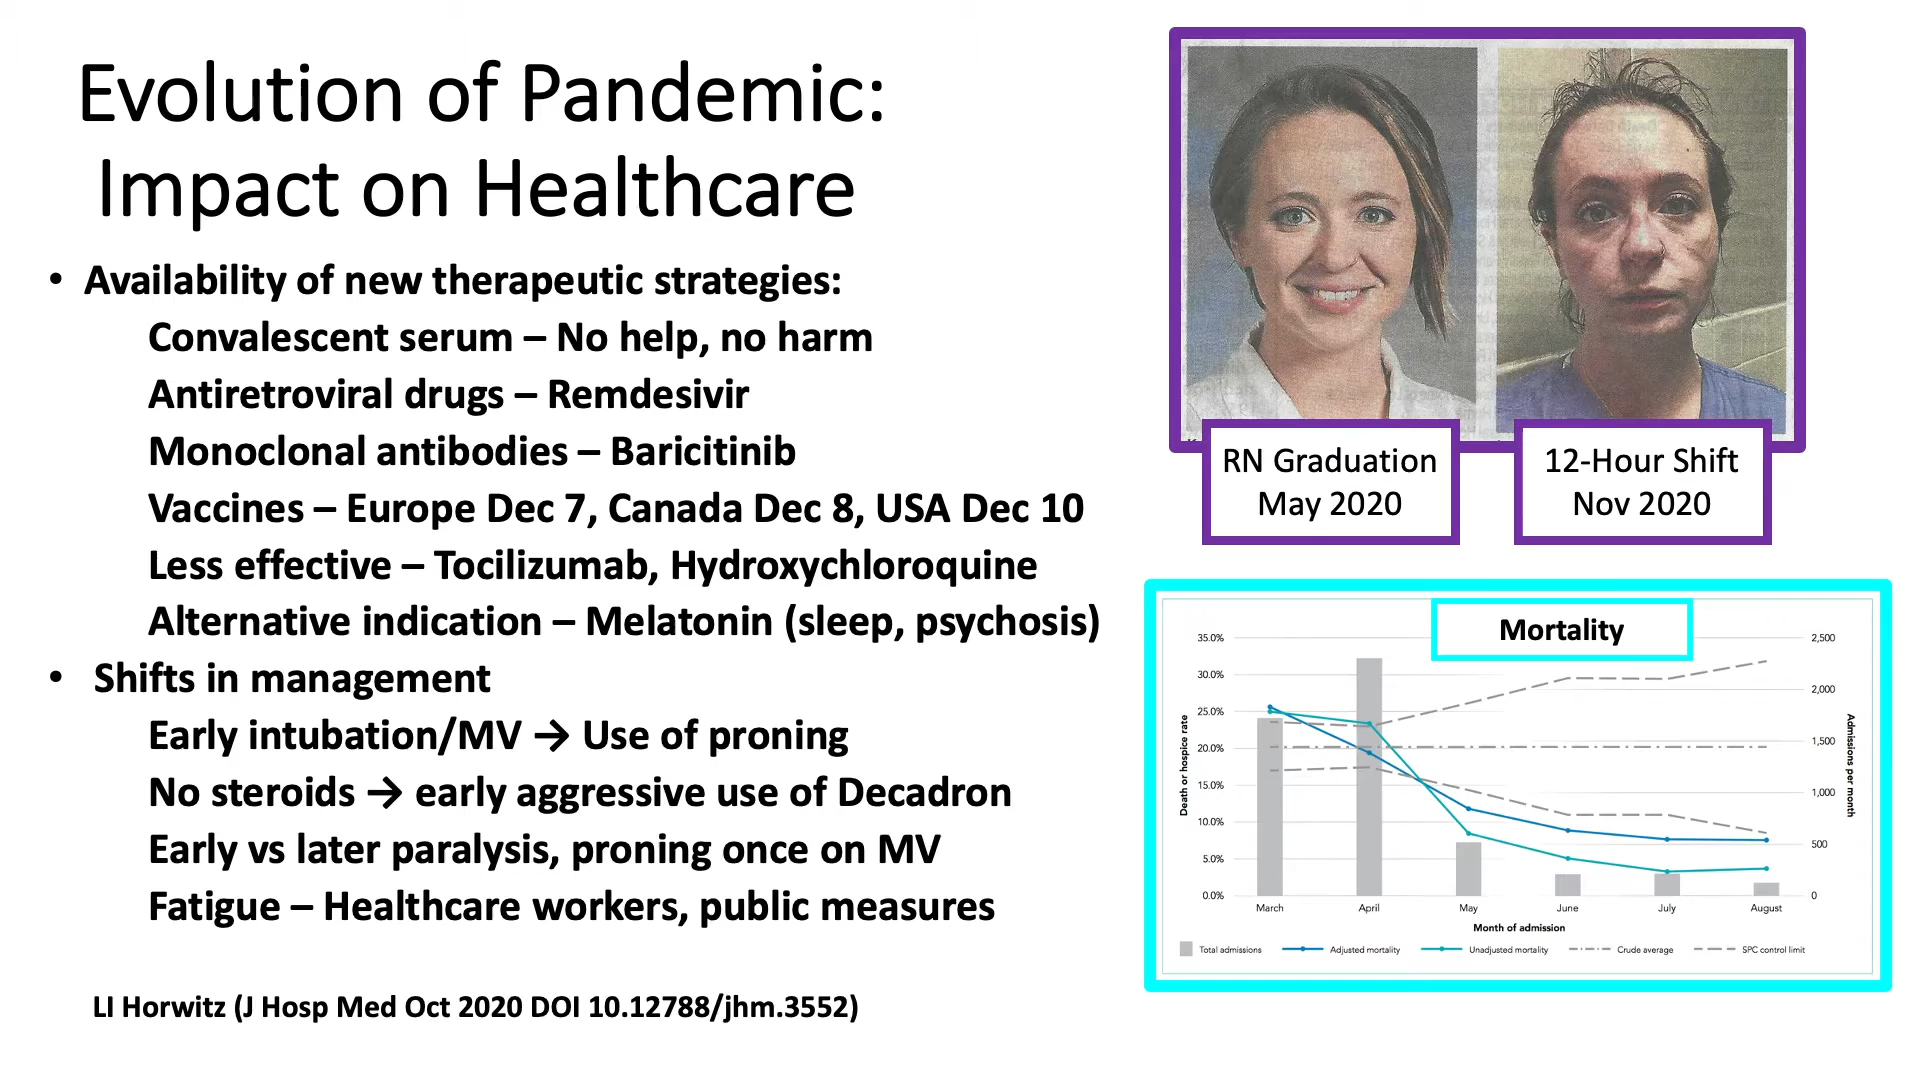 Evolution of Pandemic:
Impact on Healthcare
• Availability of new therapeutic strategies:
Convalescent serum – No help, no harm
Antiretroviral drugs – Remdesivir
Monoclonal antibodies – Baricitinib
Vaccines – Europe Dec 7, Canada Dec 8, USA Dec 10
Less effective – Tocilizumab, Hydroxychloroquine
Alternative indication – Melatonin (sleep, psychosis)
• Shifts in management
Early intubation/MV → Use of proning
No steroids → early aggressive use of Decadron
Early vs later paralysis, proning once on MV
Fatigue – Healthcare workers, public measures
LI Horwitz (J Hosp Med Oct 2020 DOI 10.12788/jhm.3552)
RN Graduation
May 2020
12-Hour Shift
Nov 2020
Mortality
35.0%
30.0%
25.0%
20.0%
15.0%
10.0%
5.0%
0.0%
Death or hospice rate
2,500
2,000
1,500
1,000
500
0
Admissions per month
March April May June July August
Month of admission
Total admissions Adjusted mortality Unadjusted mortality Crude average SPC control limit